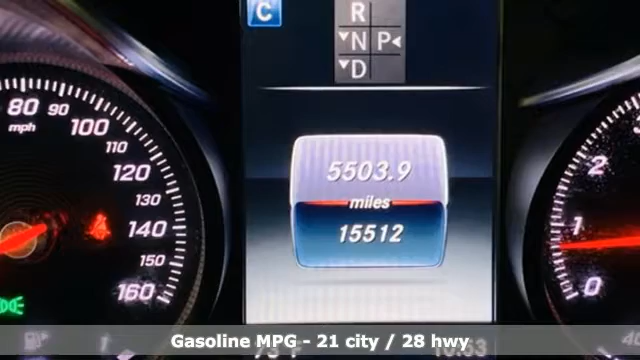 C
R
N P
D
80 90 100 110 120 130 140 150 160
mph
5503.9
miles
15512
2
1
0
Gasoline MPG - 21 city / 28 hwy